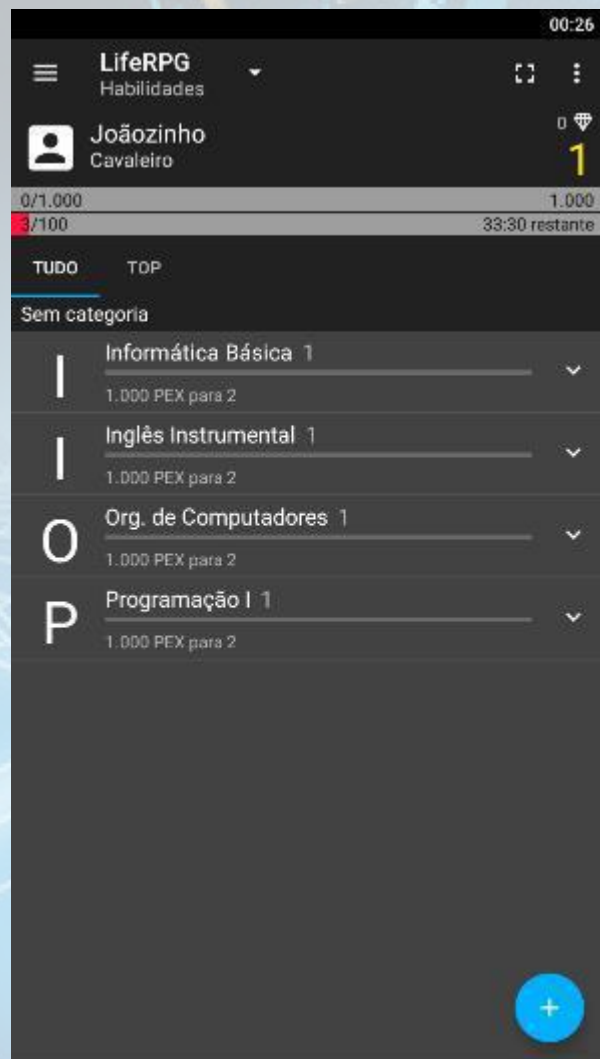 00:26
LifeRPG
Habilidades
Joãozinho
Cavaleiro
0
1
0/1.000 1.000
3/100 33:30 restante
TUDO TOP
Sem categoria
I
Informática Básica 1
1.000 PEX para 2
I
Inglês Instrumental 1
1.000 PEX para 2
O
Org. de Computadores 1
1.000 PEX para 2
P
Programação I 1
1.000 PEX para 2